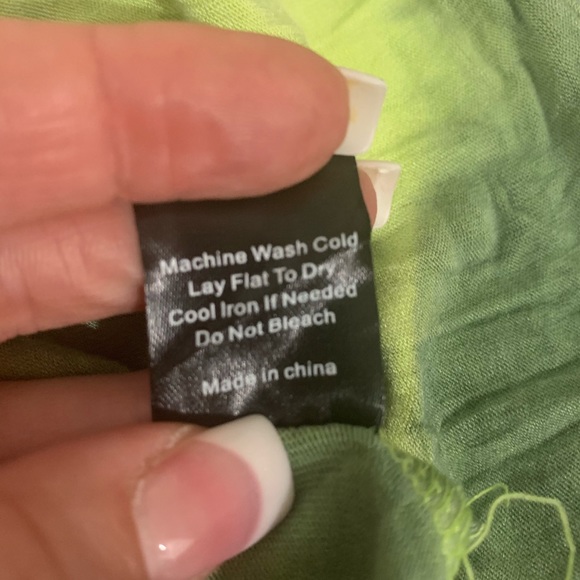 Machine Wash Cold
Lay Flat To Dry
Cool Iron If Needed
Do Not Bleach
Made in china